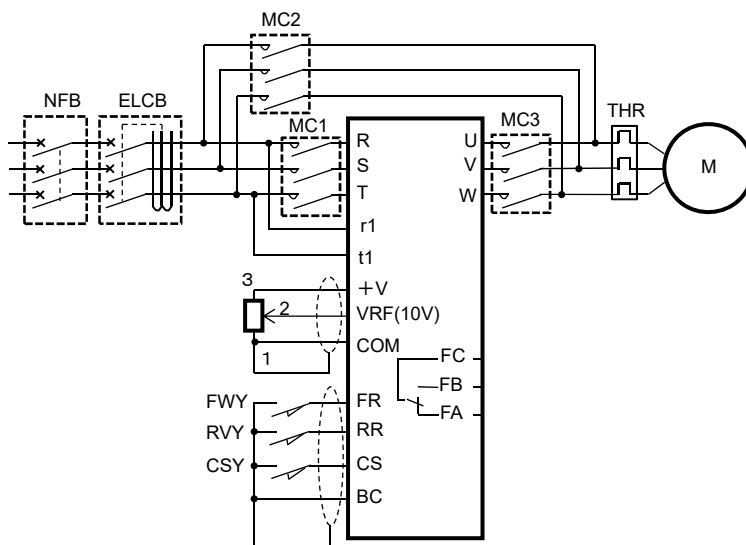 MC2
NFB
ELCB
MC1
MC3
THR
R
S
T
r1
t1
U
V
W
M
3
2
1
+V
VRF(10V)
COM
FC
FB
FA
FWY
RVY
CSY
FR
RR
CS
BC